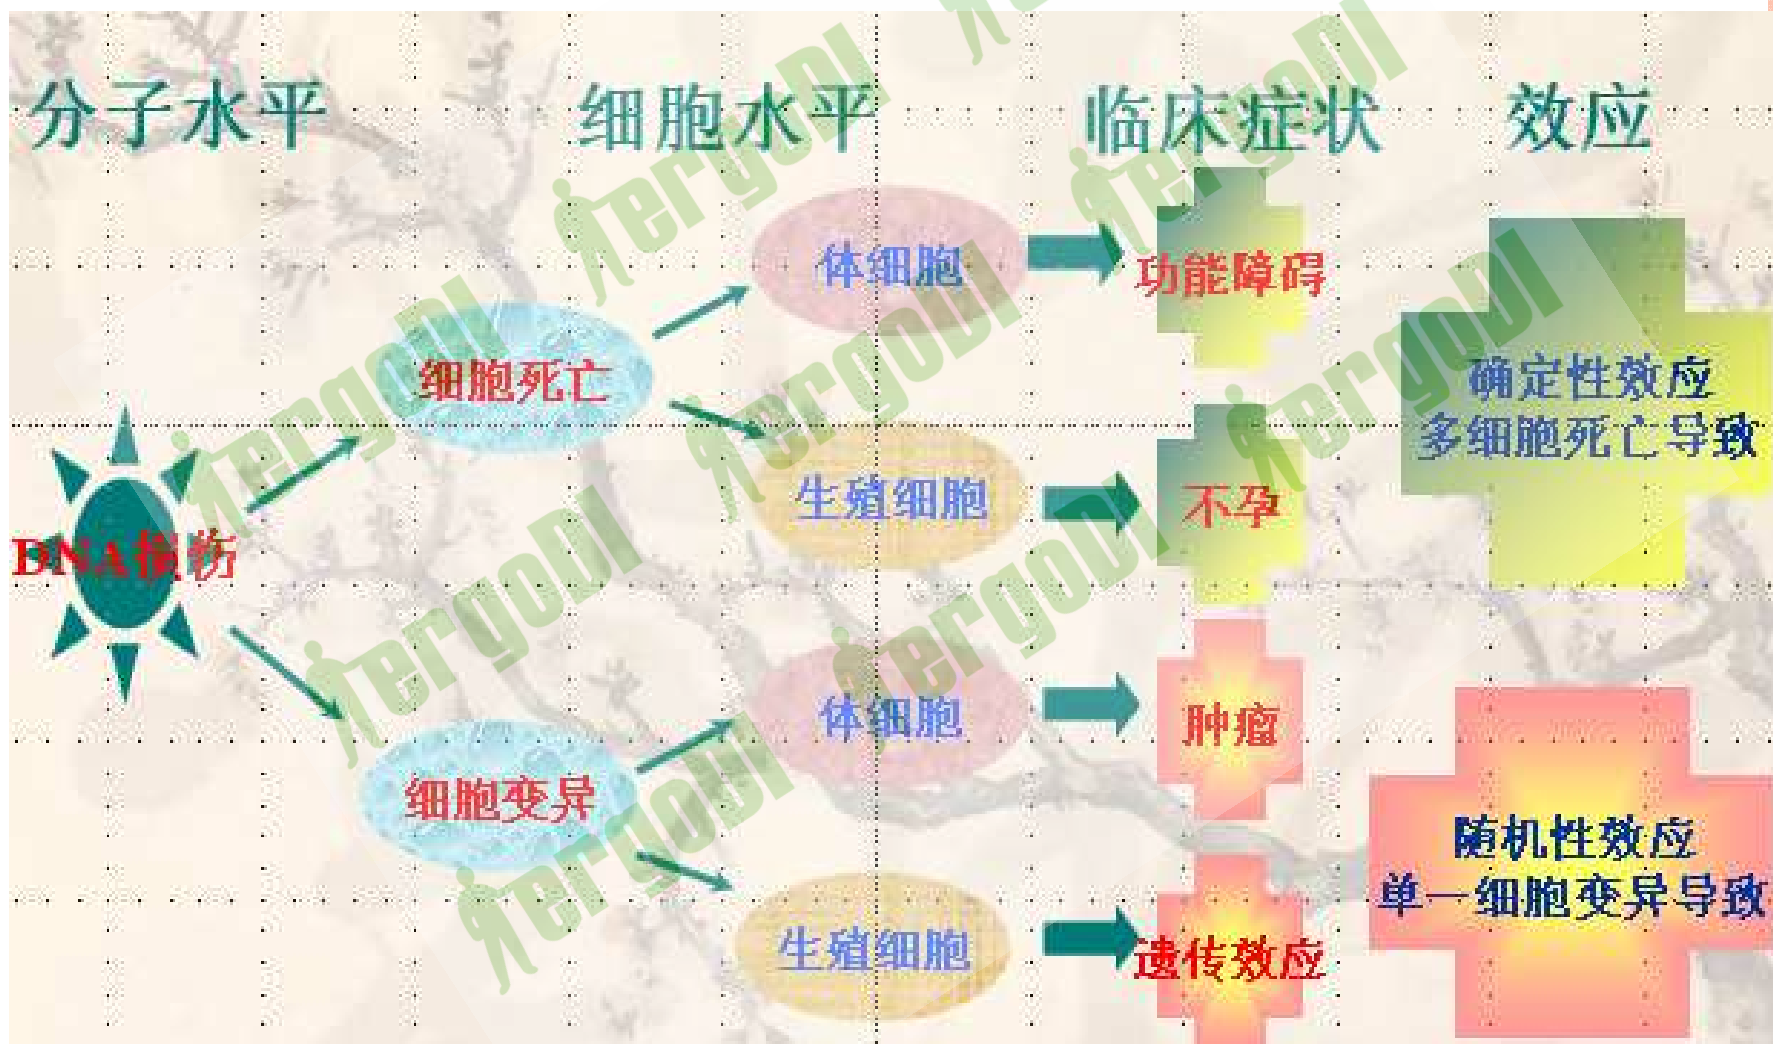 分子水平
细胞水平
临床症状
效应
体细胞
功能障碍
细胞死亡
确定性效应
多细胞死亡导致
生殖细胞
不孕
DNA损伤
体细胞
肿瘤
细胞变异
随机性效应
单一细胞变异导致
生殖细胞
遗传效应